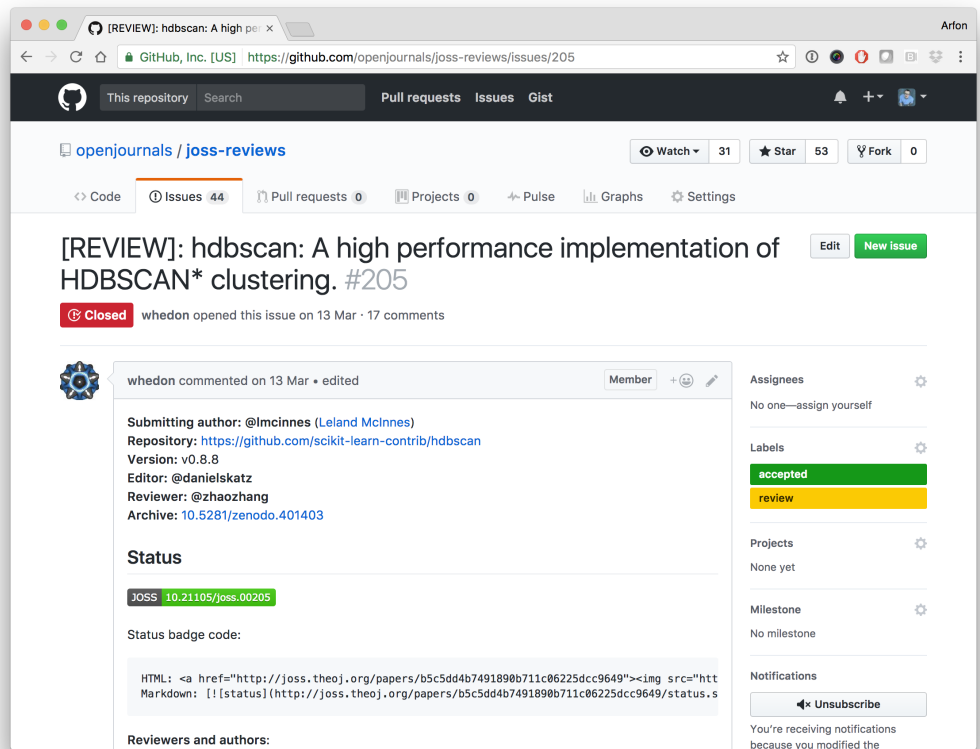 [REVIEW]: hdbscan: A high pe
Arfon
GitHub, Inc. [US] https://github.com/openjournals/joss-reviews/issues/205
This repository Search Pull requests Issues Gist
openjournals / joss-reviews
Watch 31 Star 53 Fork 0
Code Issues 44 Pull requests 0 Projects 0 Pulse Graphs Settings
[REVIEW]: hdbscan: A high performance implementation of
HDBSCAN* clustering. #205
Edit New issue
Closed whedon opened this issue on 13 Mar · 17 comments
whedon commented on 13 Mar • edited
Member
Submitting author: @lmcinnes (Leland McInnes)
Repository: https://github.com/scikit-learn-contrib/hdbscan
Version: v0.8.8
Editor: @danielskatz
Reviewer: @zhaozhang
Archive: 10.5281/zenodo.401403
Status
JOSS 10.21105/joss.00205
Status badge code:
HTML: <a href="http://joss.theoj.org/papers/b5c5dd4b7491890b711c06225dcc9649"><img src="htt
Markdown: [![status](http://joss.theoj.org/papers/b5c5dd4b7491890b711c06225dcc9649/status.s
Reviewers and authors:
Assignees
No one—assign yourself
Labels
accepted
review
Projects
None yet
Milestone
No milestone
Notifications
Unsubscribe
You're receiving notifications
because you modified the